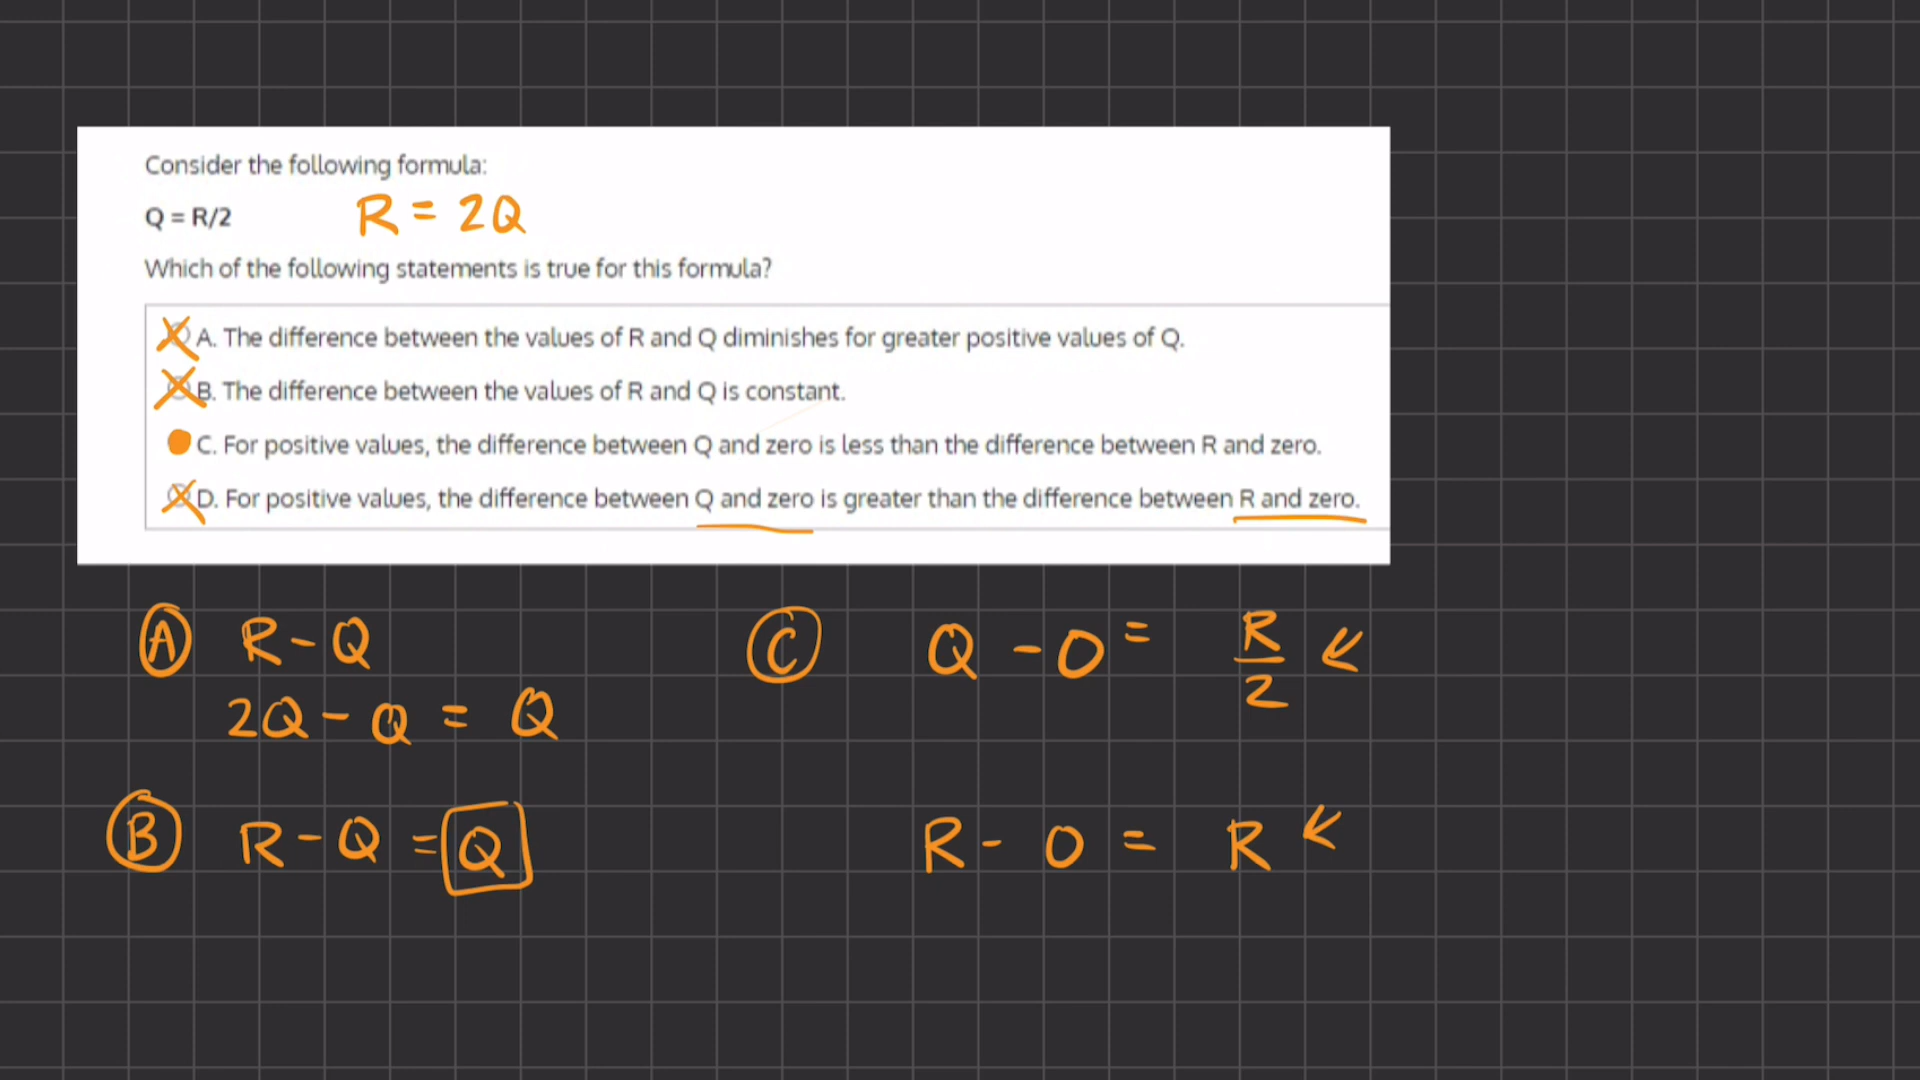 Consider the following formula:
Q = R/2
R = 2Q
Which of the following statements is true for this formula?
A. The difference between the values of R and Q diminishes for greater positive values of Q.
B. The difference between the values of R and Q is constant.
C. For positive values, the difference between Q and zero is less than the difference between R and zero.
D. For positive values, the difference between Q and zero is greater than the difference between R and zero.
A R - Q
2Q - Q = Q
B R - Q = Q
C Q - 0 = R/2
R - 0 = R